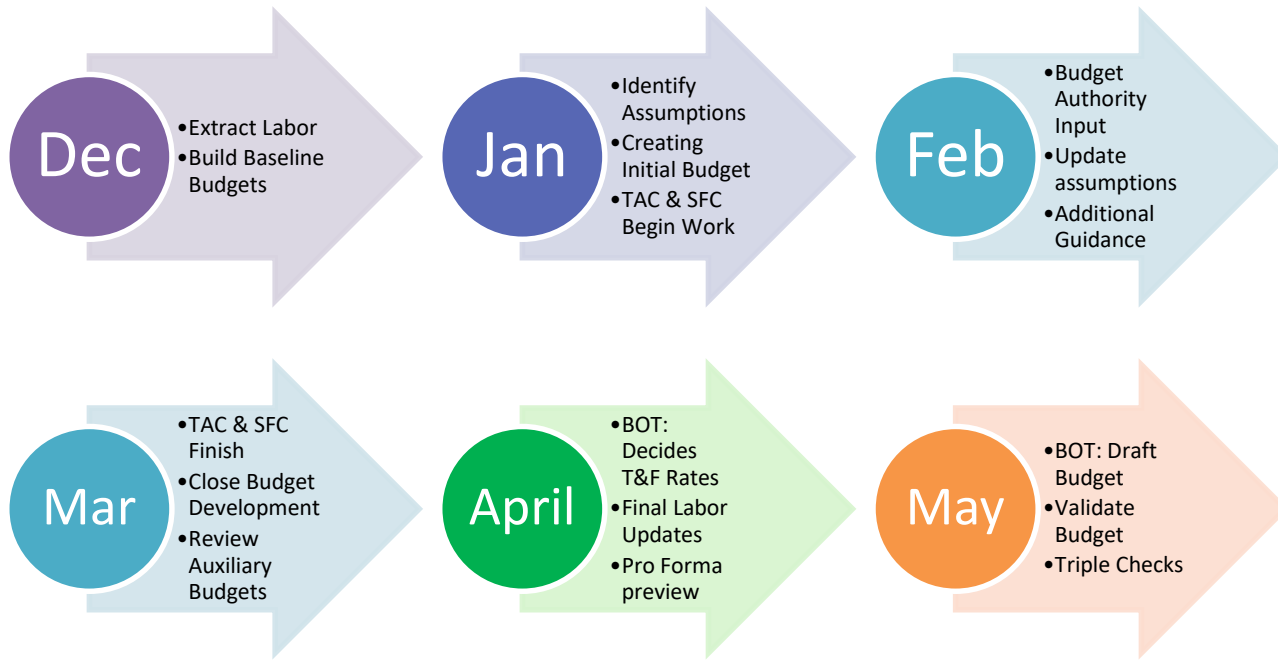 Dec
•Extract Labor
•Build Baseline
Budgets
Jan
•Identify
Assumptions
•Creating
Initial Budget
•TAC & SFC
Begin Work
Feb
•Budget
Authority
Input
•Update
assumptions
•Additional
Guidance
Mar
•TAC & SFC
Finish
•Close Budget
Development
•Review
Auxiliary
Budgets
April
•BOT:
Decides
T&F Rates
•Final Labor
Updates
•Pro Forma
preview
May
•BOT: Draft
Budget
•Validate
Budget
•Triple Checks